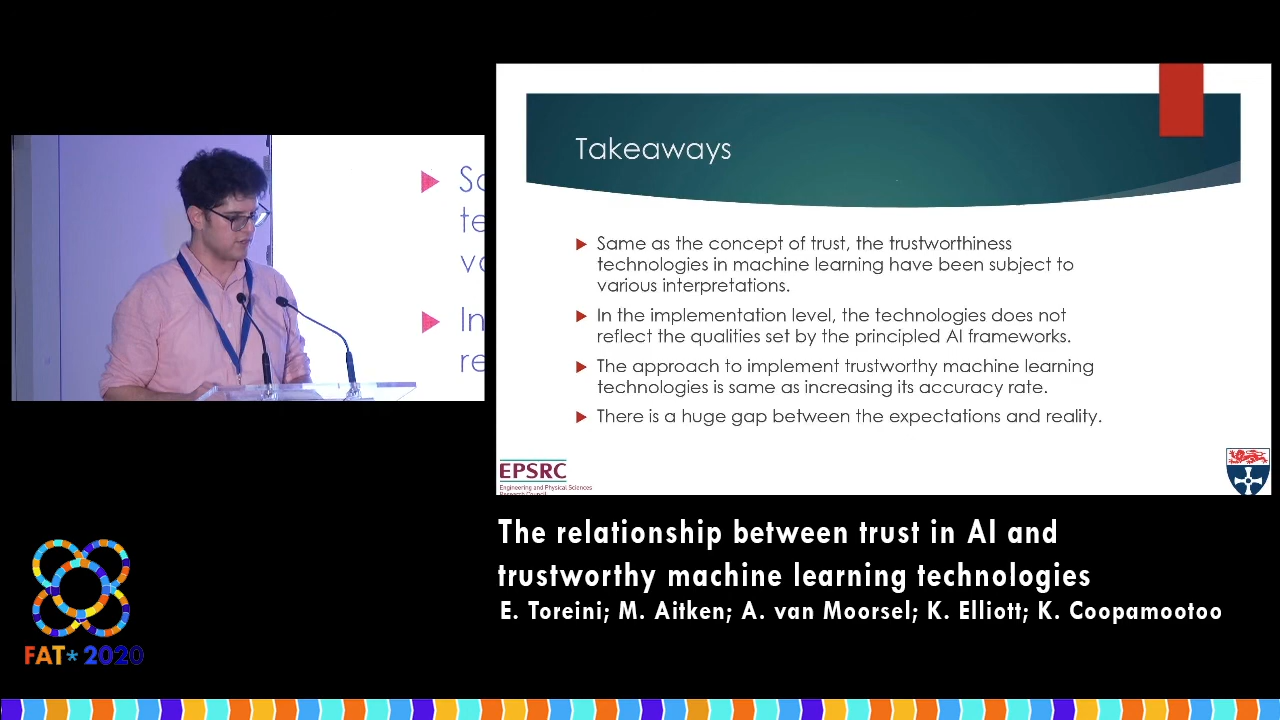 Takeaways
Same as the concept of trust, the trustworthiness
technologies in machine learning have been subject to
various interpretations.
In the implementation level, the technologies does not
reflect the qualities set by the principled AI frameworks.
The approach to implement trustworthy machine learning
technologies is same as increasing its accuracy rate.
There is a huge gap between the expectations and reality.
EPSRC
Engineering and Physical Sciences
Research Council
The relationship between trust in AI and
trustworthy machine learning technologies
E. Toreini; M. Aitken; A. van Moorsel; K. Elliott; K. Coopamootoo
FAT* 2020